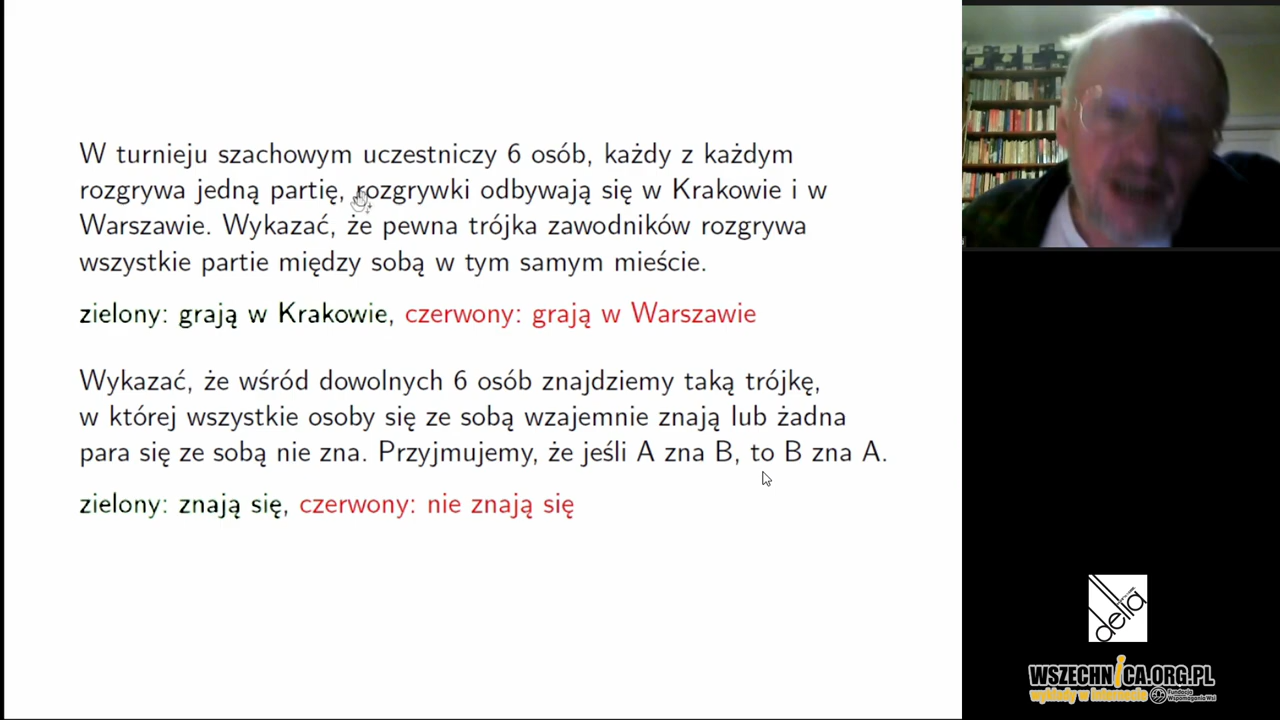 W turnieju szachowym uczestniczy 6 osób, każdy z każdym
rozgrywa jedną partię, rozgrywki odbywają się w Krakowie i w
Warszawie. Wykazać, że pewna trójka zawodników rozgrywa
wszystkie partie między sobą w tym samym mieście.
zielony: grają w Krakowie, czerwony: grają w Warszawie
Wykazać, że wśród dowolnych 6 osób znajdziemy taką trójkę,
w której wszystkie osoby się ze sobą wzajemnie znają lub żadna
para się ze sobą nie zna. Przyjmujemy, że jeśli A zna B, to B zna A.
zielony: znają się, czerwony: nie znają się
delta
WSZECHNICA.ORG.PL
wykłady w internecie
Fundacja
Wspomagania Wsi